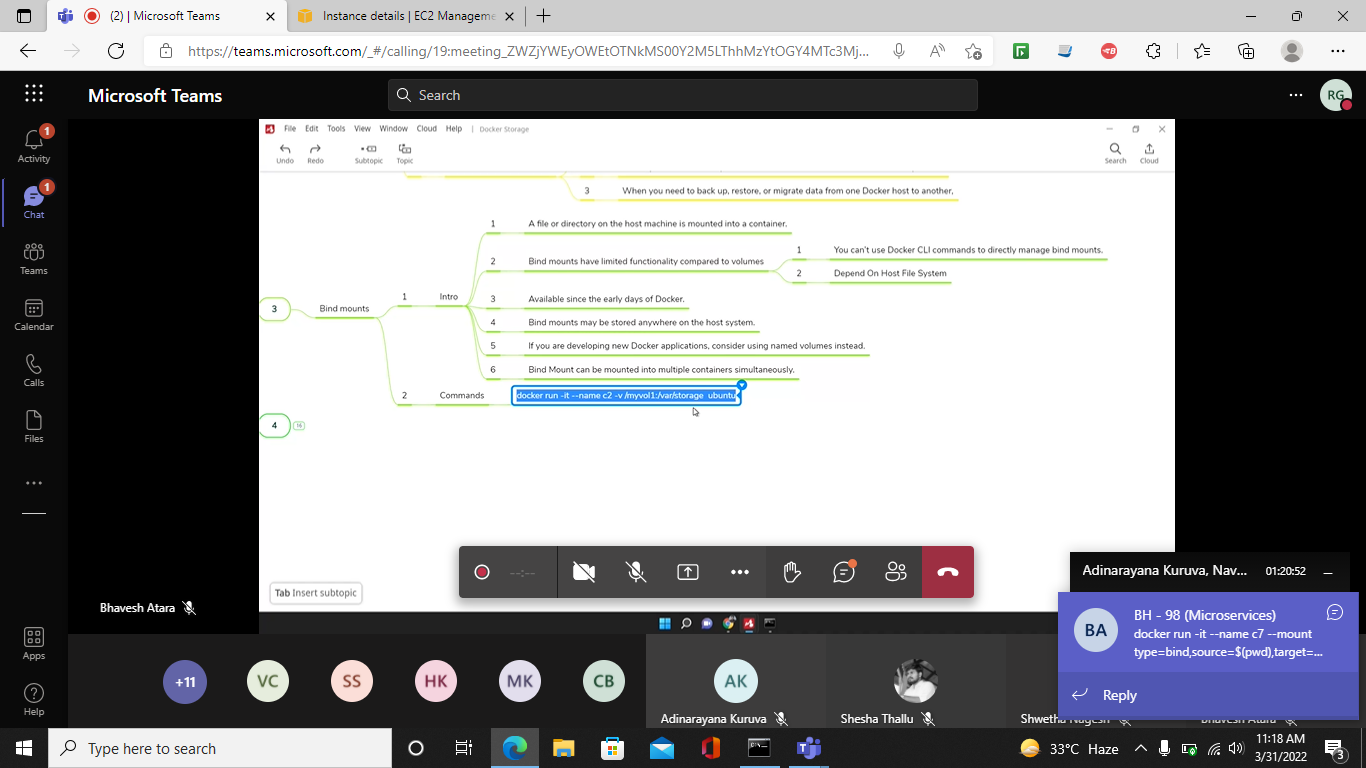 (2) | Microsoft Teams
Instance details | EC2 Manageme
https://teams.microsoft.com/_#/calling/19:meeting_ZWZjYWEyOWEtOTNkMS00Y2M5LThhMzYtOGY4MTc3Mj...
Microsoft Teams
Search
RG
1
Activity
1
Chat
Teams
Calendar
Calls
Files
Apps
Help
File Edit Tools View Window Cloud Help | Docker Storage
Undo Redo Subtopic Topic Search Cloud
3 When you need to back up, restore, or migrate data from one Docker host to another,
1 A file or directory on the host machine is mounted into a container.
1 You can't use Docker CLI commands to directly manage bind mounts.
2 Bind mounts have limited functionality compared to volumes
2 Depend On Host File System
3 Bind mounts 1 Intro 3 Available since the early days of Docker.
4 Bind mounts may be stored anywhere on the host system.
5 If you are developing new Docker applications, consider using named volumes instead.
6 Bind Mount can be mounted into multiple containers simultaneously.
2 Commands docker run -it --name c2 -v /myvol1:/var/storage ubuntu
4 16
--:--
Tab Insert subtopic
Bhavesh Atara
Adinarayana Kuruva, Nav... 01:20:52
BA
BH - 98 (Microservices)
docker run -it --name c7 --mount
type=bind,source=$(pwd),target=...
Reply
+11 VC SS HK MK CB AK
Adinarayana Kuruva Shesha Thallu Shwetha Nagesh Bhavesh Atara
Type here to search
33°C Haze
11:18 AM
3/31/2022
3